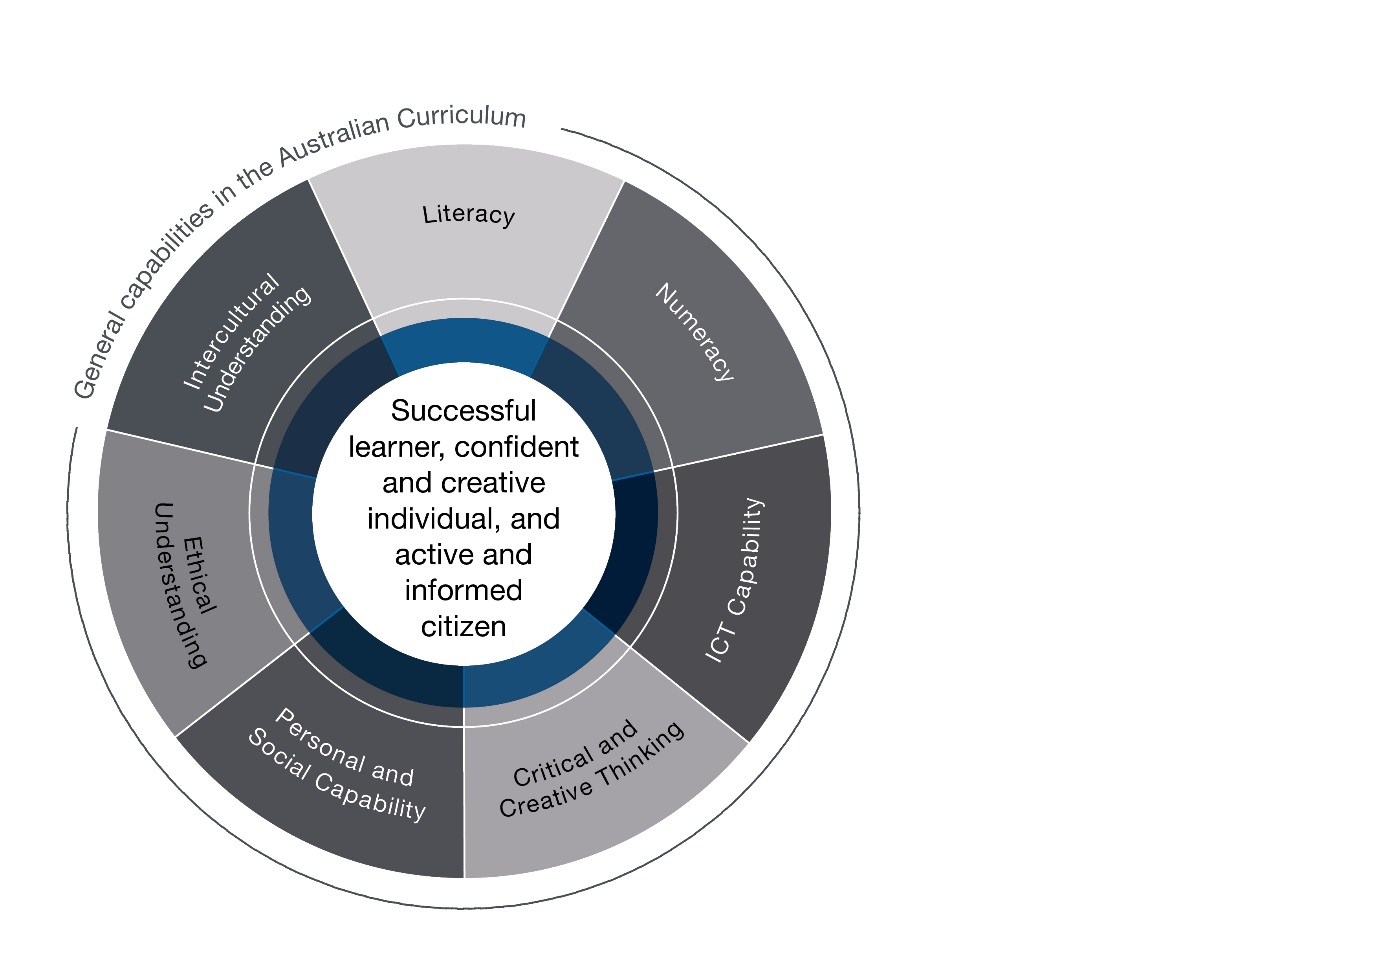 General capabilities in the Australian Curriculum
Literacy
Numeracy
ICT Capability
Critical and
Creative Thinking
Personal and
Social Capability
Ethical
Understanding
Intercultural
Understanding
Successful
learner, confident
and creative
individual, and
active and
informed
citizen